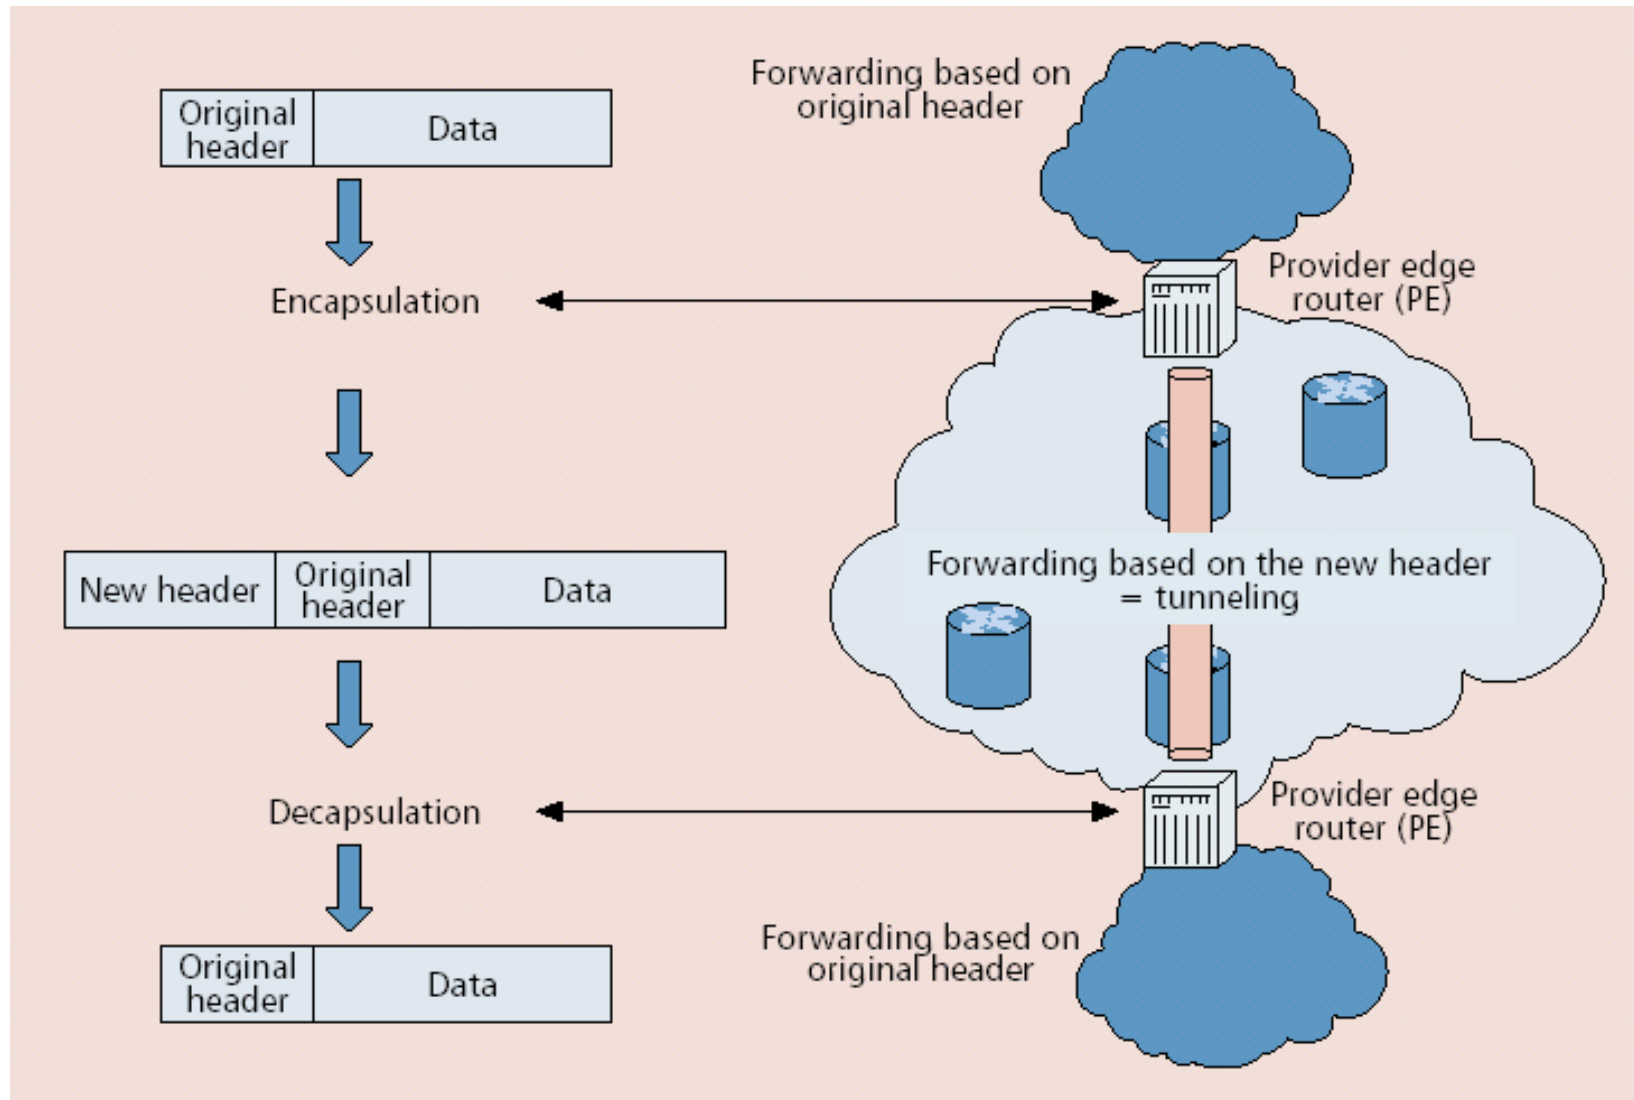 Forwarding based on
original header
Original
header
Data
Provider edge
router (PE)
Encapsulation
New header
Original
header
Data
Forwarding based on the new header
= tunneling
Decapsulation
Provider edge
router (PE)
Forwarding based on
original header
Original
header
Data